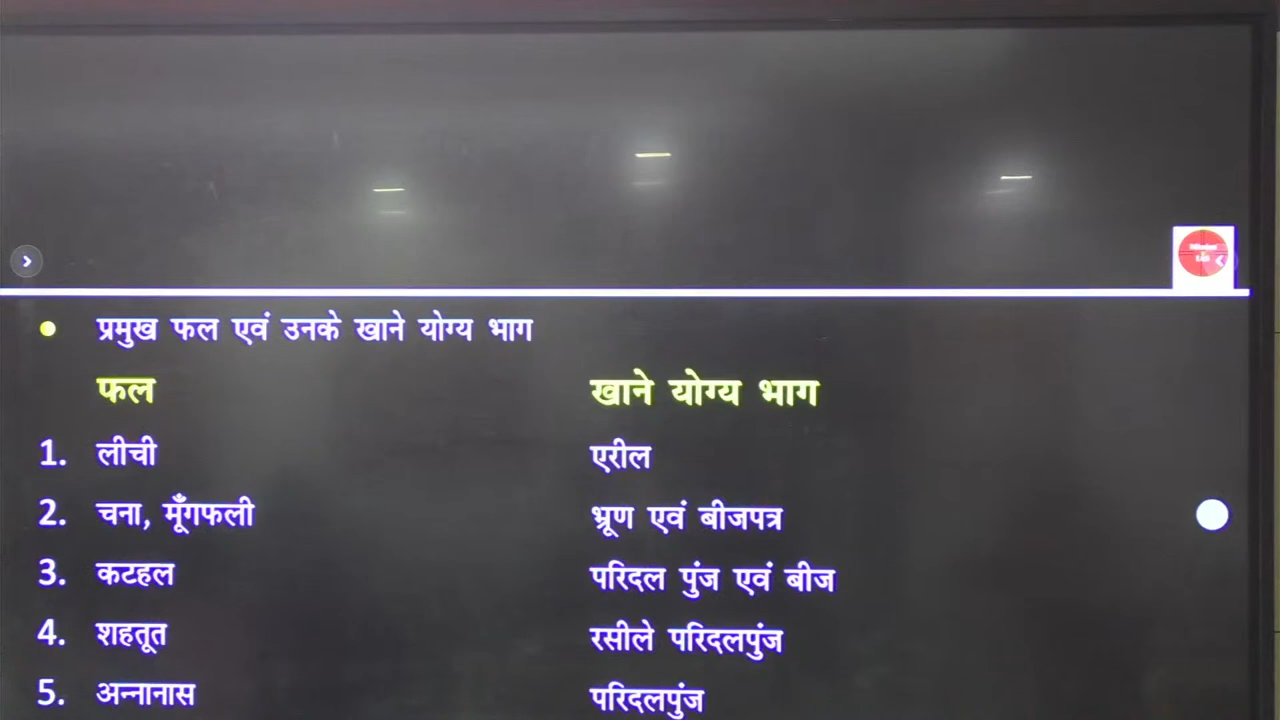 प्रमुख फल एवं उनके खाने योग्य भाग
फल खाने योग्य भाग
1. लीची एरील
2. चना, मूँगफली भ्रूण एवं बीजपत्र
3. कटहल परिदल पुंज एवं बीज
4. शहतूत रसीले परिदलपुंज
5. अन्नानास परिदलपुंज